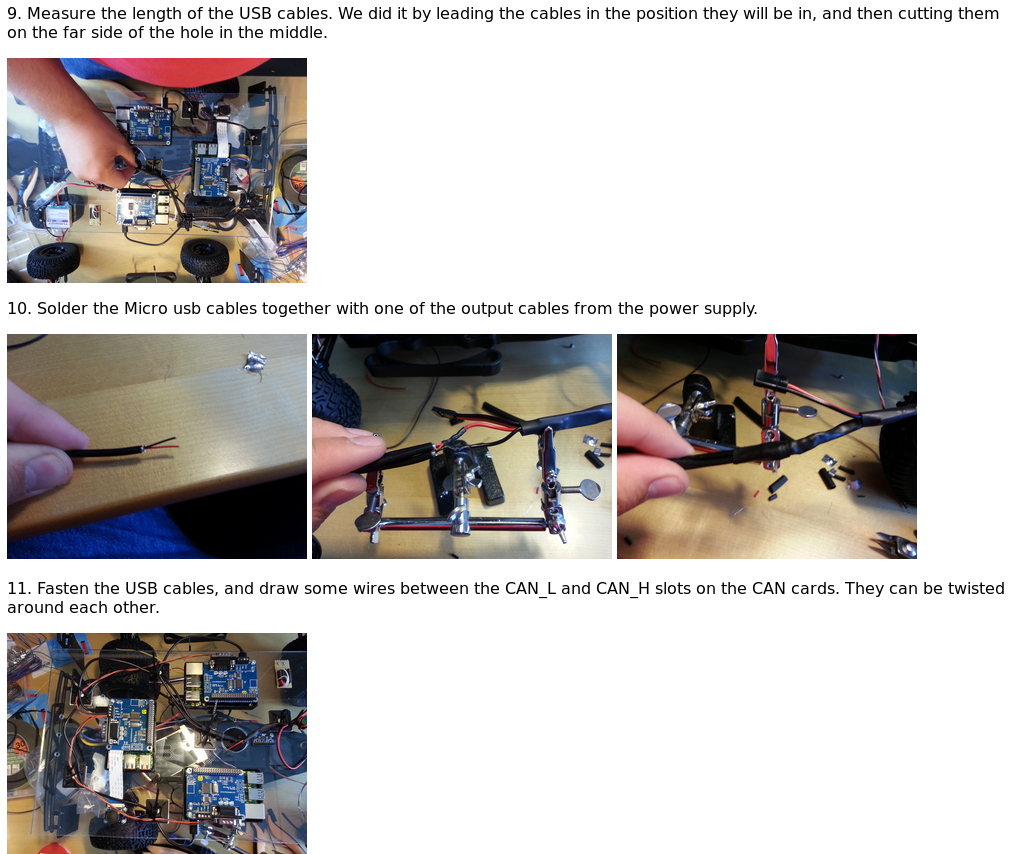 9. Measure the length of the USB cables. We did it by leading the cables in the position they will be in, and then cutting them
on the far side of the hole in the middle.
10. Solder the Micro usb cables together with one of the output cables from the power supply.
11. Fasten the USB cables, and draw some wires between the CAN_L and CAN_H slots on the CAN cards. They can be twisted
around each other.